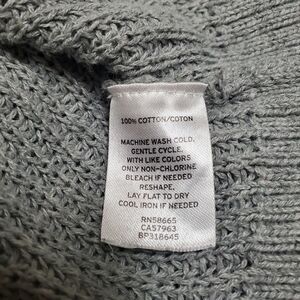 100% COTTON/COTON
MACHINE WASH COLD.
GENTLE CYCLE.
WITH LIKE COLORS
ONLY NON-CHLORINE
BLEACH IF NEEDED
RESHAPE.
LAY FLAT TO DRY
COOL IRON IF NEEDED
RN58665
CA57963
BP318645